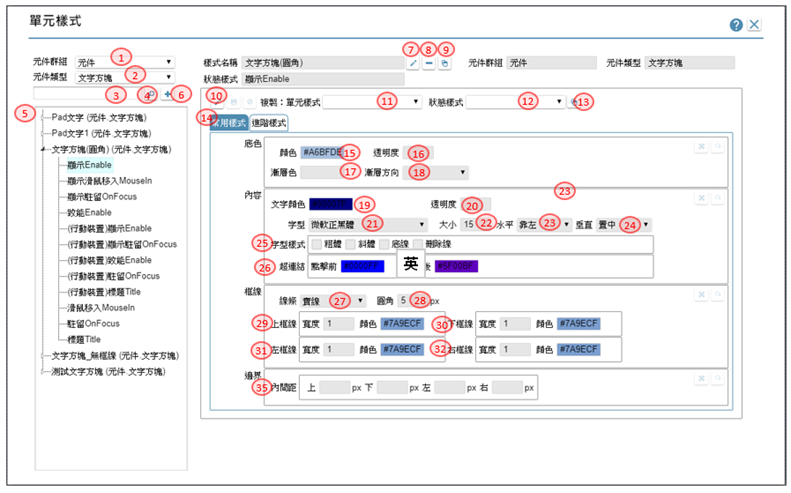 單元樣式
元件群組 元件 1
元件類型 文字方塊 2
3 4 6
5
Pad文字 (元件.文字方塊)
Pad文字1 (元件.文字方塊)
文字方塊(圓角) (元件.文字方塊)
顯示Enable
顯示滑鼠移入MouseIn
顯示駐留OnFocus
致能Enable
(行動裝置)顯示Enable
(行動裝置)顯示駐留OnFocus
(行動裝置)致能Enable
(行動裝置)駐留OnFocus
(行動裝置)標題Title
滑鼠移入MouseIn
駐留OnFocus
標題Title
文字方塊_無框線 (元件.文字方塊)
測試文字方塊 (元件.文字方塊)
7 8 9
樣式名稱 文字方塊(圓角) 元件群組 元件 元件類型 文字方塊
狀態樣式 顯示Enable
10 複製：單元樣式 11 狀態樣式 12 13
14 常用樣式 進階樣式
底色
顏色 #A6BFDE 15 透明度 16
漸層色 17 漸層方向 18
內容 23
文字顏色 19 透明度 20
字型 微軟正黑體 21 大小 15 22 水平 靠左 23 垂直 置中 24
25 字型樣式 粗體 斜體 底線 刪除線
26 超連結 點擊前 英
框線
線條 實線 27 圓角 5 28 px
29 上框線 寬度 1 顏色 #7A9ECF 30 下框線 寬度 1 顏色 #7A9ECF
31 左框線 寬度 1 顏色 #7A9ECF 32 右框線 寬度 1 顏色 #7A9ECF
邊界
35 內間距 上 px 下 px 左 px 右 px